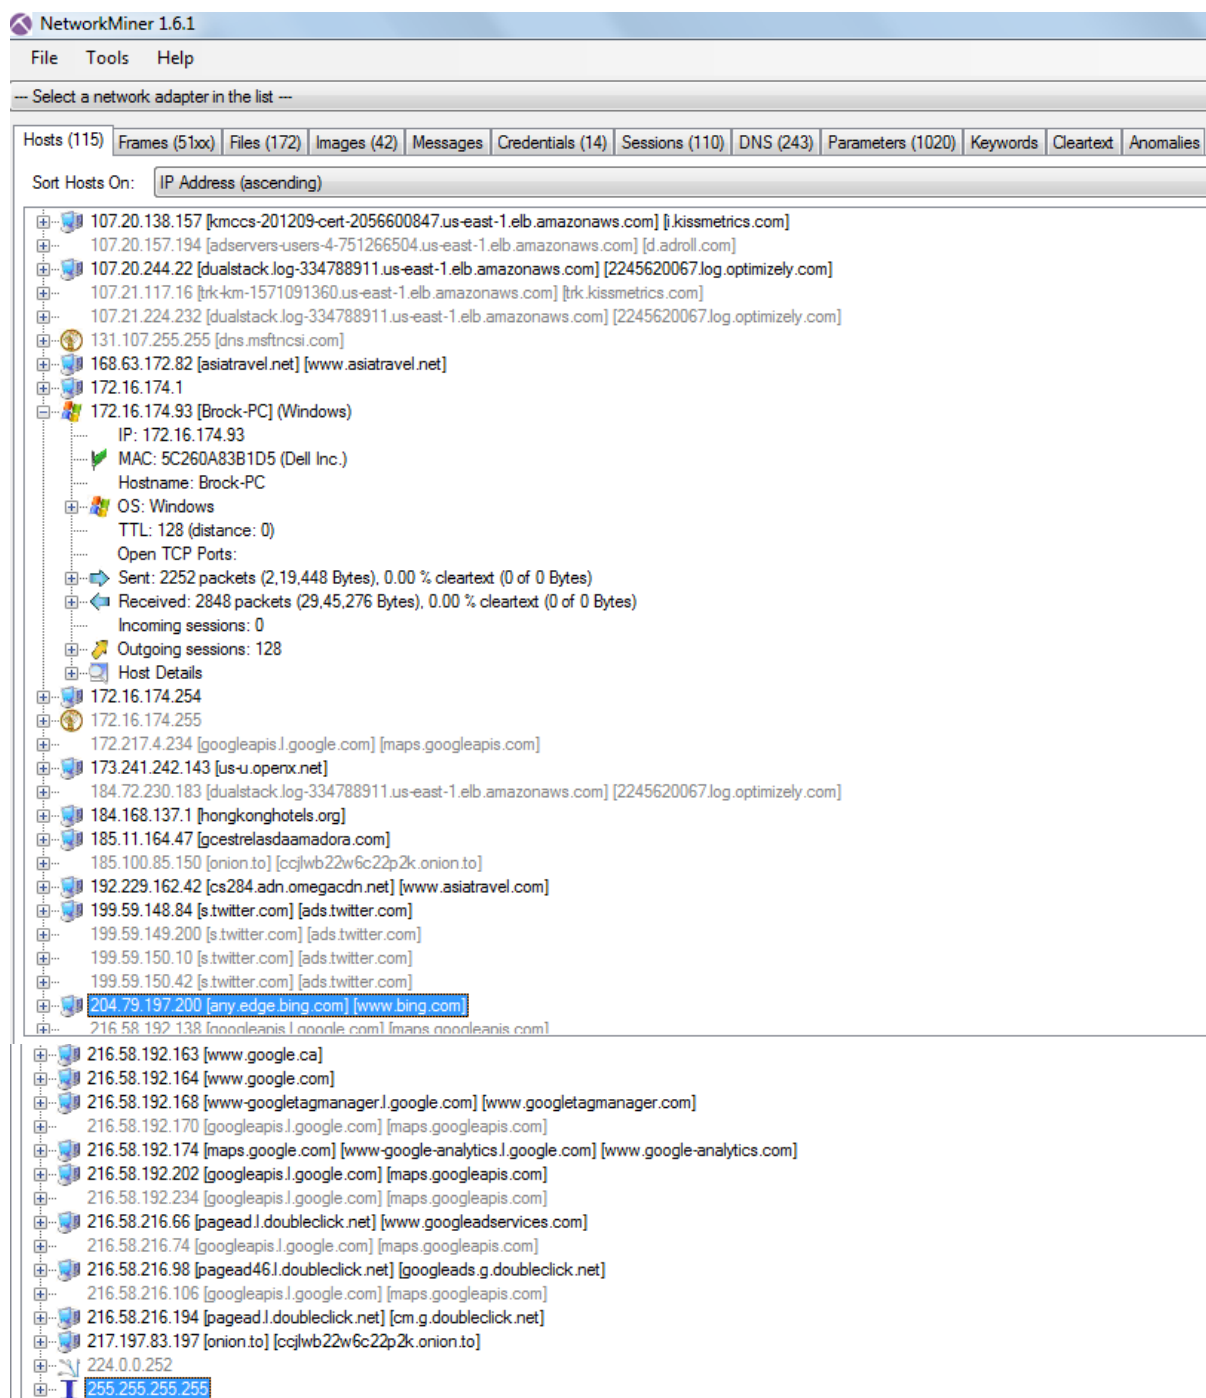 NetworkMiner 1.6.1
File Tools Help
--- Select a network adapter in the list ---
Hosts (115) Frames (51xx) Files (172) Images (42) Messages Credentials (14) Sessions (110) DNS (243) Parameters (1020) Keywords Cleartext Anomalies
Sort Hosts On: IP Address (ascending)
107.20.138.157 [kmccs-201209-cert-2056600847.us-east-1.elb.amazonaws.com] [i.kissmetrics.com]
107.20.157.194 [adservers-users-4-751266504.us-east-1.elb.amazonaws.com] [d.adroll.com]
107.20.244.22 [dualstack.log-334788911.us-east-1.elb.amazonaws.com] [2245620067.log.optimizely.com]
107.21.117.16 [trk-km-1571091360.us-east-1.elb.amazonaws.com] [trk.kissmetrics.com]
107.21.224.232 [dualstack.log-334788911.us-east-1.elb.amazonaws.com] [2245620067.log.optimizely.com]
131.107.255.255 [dns.msftncsi.com]
168.63.172.82 [asiatravel.net] [www.asiatravel.net]
172.16.174.1
172.16.174.93 [Brock-PC] (Windows)
IP: 172.16.174.93
MAC: 5C260A83B1D5 (Dell Inc.)
Hostname: Brock-PC
OS: Windows
TTL: 128 (distance: 0)
Open TCP Ports:
Sent: 2252 packets (2,19,448 Bytes), 0.00 % cleartext (0 of 0 Bytes)
Received: 2848 packets (29,45,276 Bytes), 0.00 % cleartext (0 of 0 Bytes)
Incoming sessions: 0
Outgoing sessions: 128
Host Details
172.16.174.254
172.16.174.255
172.217.4.234 [googleapis.l.google.com] [maps.googleapis.com]
173.241.242.143 [us-u.openx.net]
184.72.230.183 [dualstack.log-334788911.us-east-1.elb.amazonaws.com] [2245620067.log.optimizely.com]
184.168.137.1 [hongkonghotels.org]
185.11.164.47 [gcestrelasdaamadora.com]
185.100.85.150 [onion.to] [ccjlwb22w6c22p2k.onion.to]
192.229.162.42 [cs284.adn.omegacdn.net] [www.asiatravel.com]
199.59.148.84 [s.twitter.com] [ads.twitter.com]
199.59.149.200 [s.twitter.com] [ads.twitter.com]
199.59.150.10 [s.twitter.com] [ads.twitter.com]
199.59.150.42 [s.twitter.com] [ads.twitter.com]
204.79.197.200 [any.edge.bing.com] [www.bing.com]
216.58.192.138 [googleapis.l.google.com] [maps.googleapis.com]
216.58.192.163 [www.google.ca]
216.58.192.164 [www.google.com]
216.58.192.168 [www-googletagmanager.l.google.com] [www.googletagmanager.com]
216.58.192.170 [googleapis.l.google.com] [maps.googleapis.com]
216.58.192.174 [maps.google.com] [www-google-analytics.l.google.com] [www.google-analytics.com]
216.58.192.202 [googleapis.l.google.com] [maps.googleapis.com]
216.58.192.234 [googleapis.l.google.com] [maps.googleapis.com]
216.58.216.66 [pagead.l.doubleclick.net] [www.googleadservices.com]
216.58.216.74 [googleapis.l.google.com] [maps.googleapis.com]
216.58.216.98 [pagead46.l.doubleclick.net] [googleads.g.doubleclick.net]
216.58.216.106 [googleapis.l.google.com] [maps.googleapis.com]
216.58.216.194 [pagead.l.doubleclick.net] [cm.g.doubleclick.net]
217.197.83.197 [onion.to] [ccjlwb22w6c22p2k.onion.to]
224.0.0.252
255.255.255.255